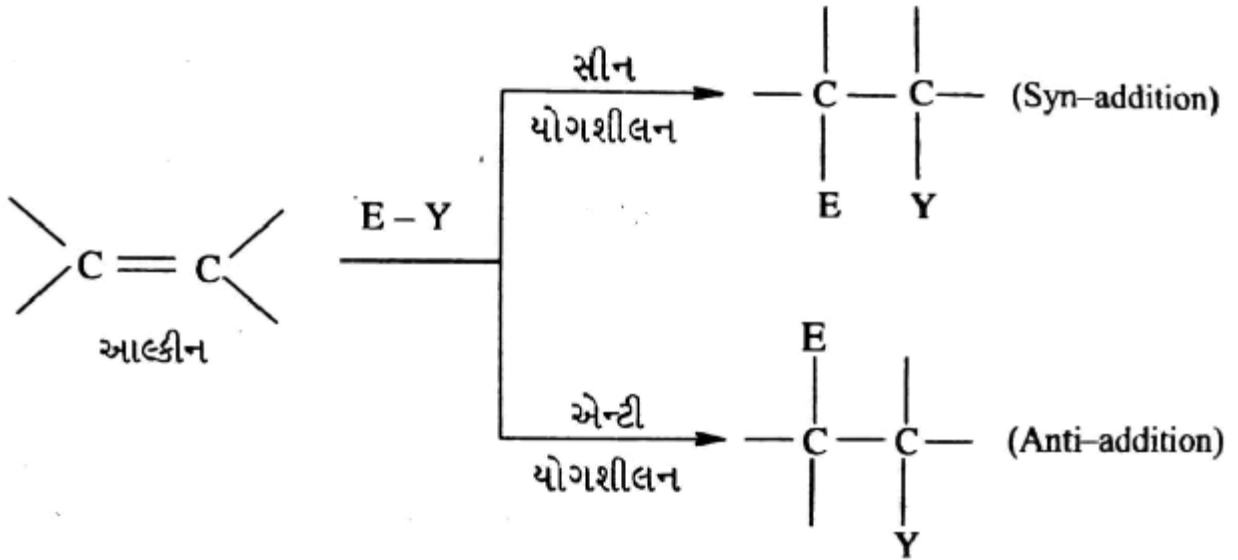 સીન
યોગશીલન
— C — C — (Syn–addition)
E Y
E – Y
C = C
આલ્કીન
E
એન્ટી
યોગશીલન
— C — C — (Anti–addition)
Y